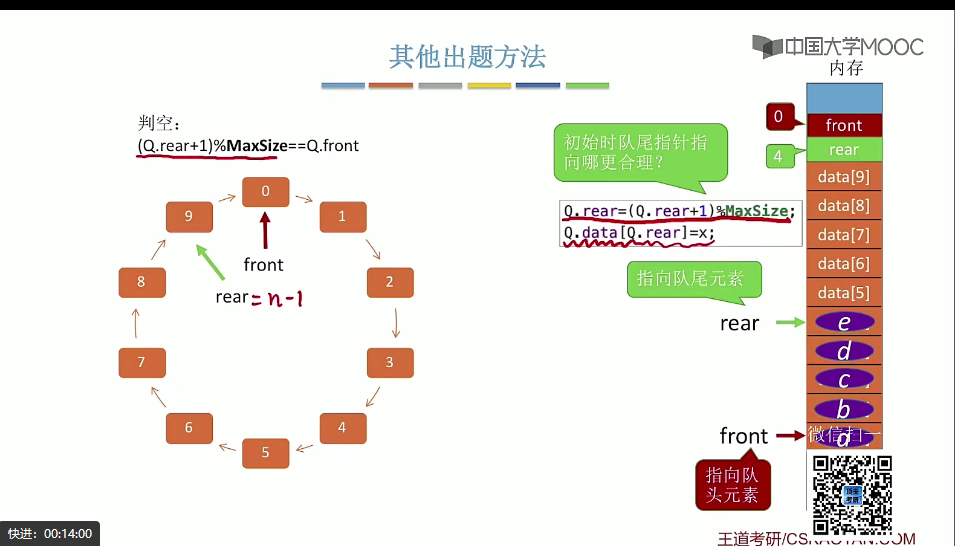 其他出题方法
中国大学MOOC
内存
判空：
(Q.rear+1)%MaxSize==Q.front
0
1
2
3
4
5
6
7
8
9
front
rear =n-1
初始时队尾指针指
向哪更合理？
Q.rear=(Q.rear+1)%MaxSize;
Q.data[Q.rear]=x;
指向队尾元素
rear
front
指向队
头元素
0
front
4
rear
data[9]
data[8]
data[7]
data[6]
data[5]
e
d
c
b
微信扫一
快进：00:14:00
王道考研/CSKAOYAN.COM